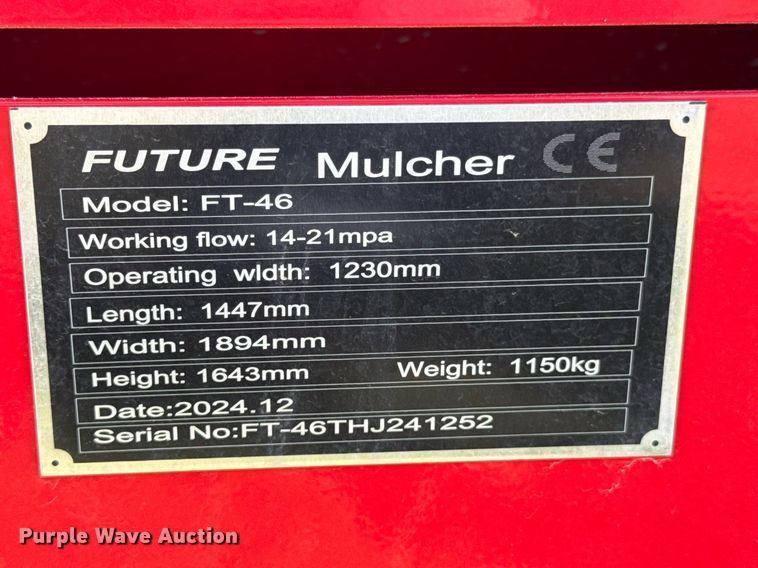 FUTURE Mulcher CE
Model: FT-46
Working flow: 14-21mpa
Operating wldth: 1230mm
Length: 1447mm
Width: 1894mm
Height: 1643mm Weight: 1150kg
Date:2024.12
Serial No:FT-46THJ241252
Purple Wave Auction